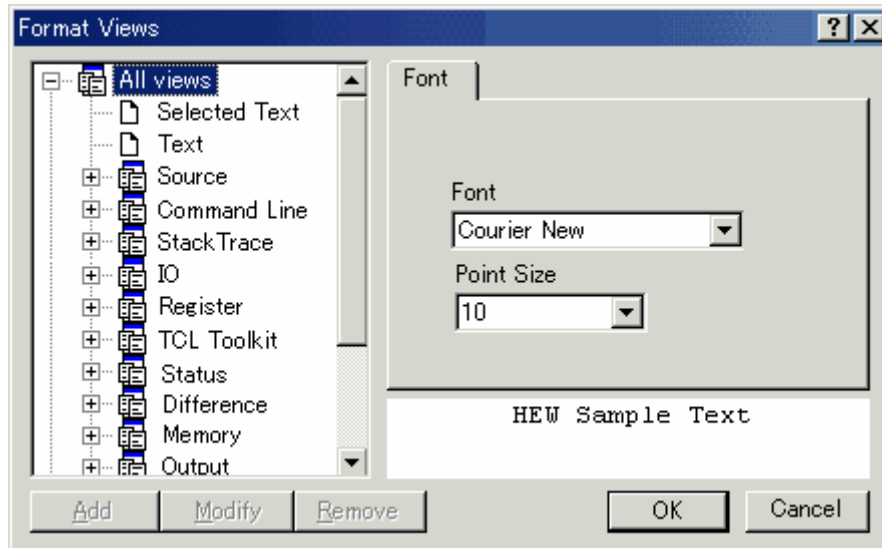 Format Views
All views
Selected Text
Text
Source
Command Line
StackTrace
IO
Register
TCL Toolkit
Status
Difference
Memory
Output
Font
Font
Courier New
Point Size
10
HEW Sample Text
Add
Modify
Remove
OK
Cancel